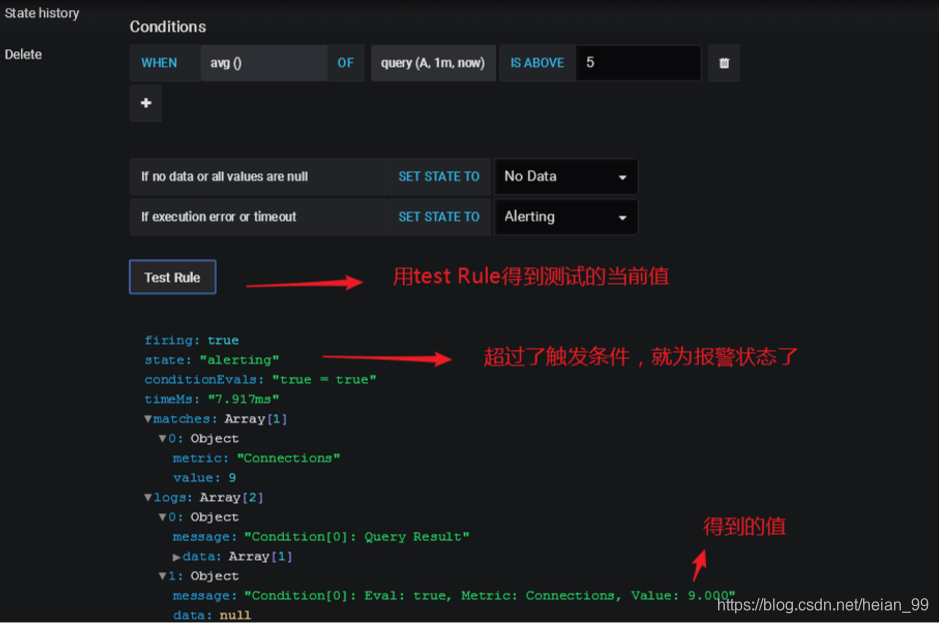 State history
Conditions
Delete
WHEN avg () OF query (A, 1m, now) IS ABOVE 5
+
If no data or all values are null SET STATE TO No Data
If execution error or timeout SET STATE TO Alerting
Test Rule 用test Rule得到测试的当前值
firing: true
state: "alerting" 超过了触发条件，就为报警状态了
conditionEvals: "true = true"
timeMs: "7.917ms"
▼matches: Array[1]
▼0: Object
metric: "Connections"
value: 9
▼logs: Array[2]
▼0: Object
得到的值
message: "Condition[0]: Query Result"
▶data: Array[1]
▼1: Object
message: "Condition[0]: Eval: true, Metric: Connections, Value: 9.000"
https://blog.csdn.net/heian_99
data: null